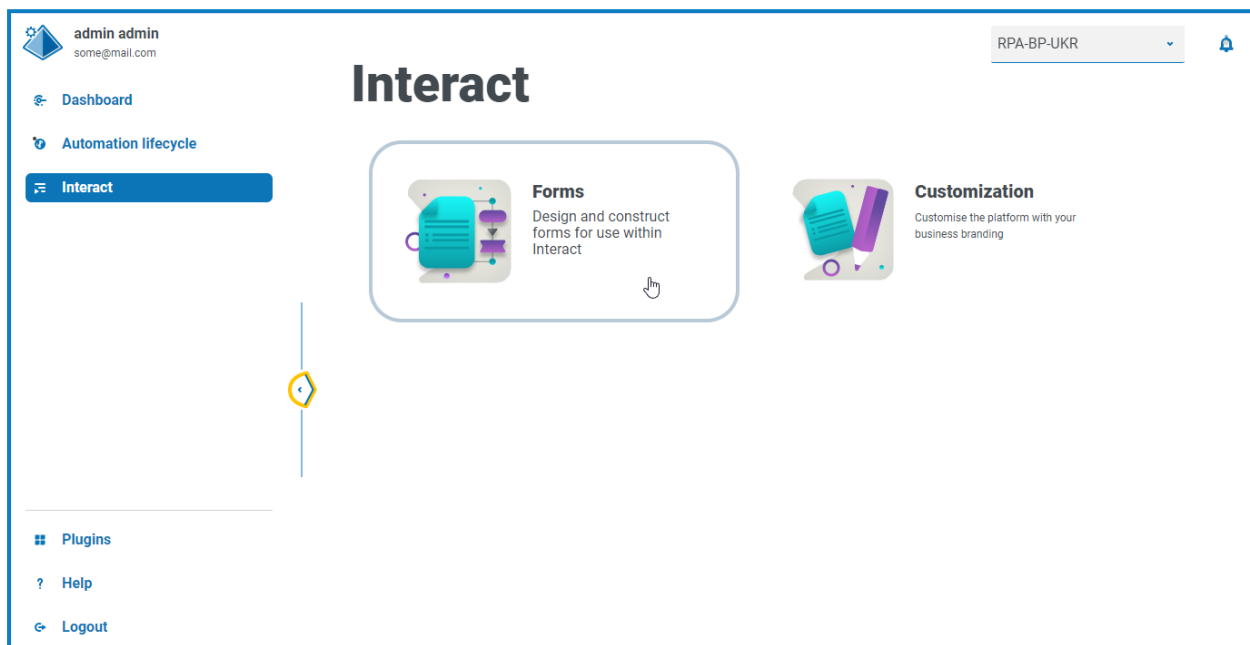 admin admin
some@mail.com
RPA-BP-UKR
Dashboard
Automation lifecycle
Interact
Interact
Forms
Design and construct
forms for use within
Interact
Customization
Customise the platform with your
business branding
Plugins
? Help
Logout